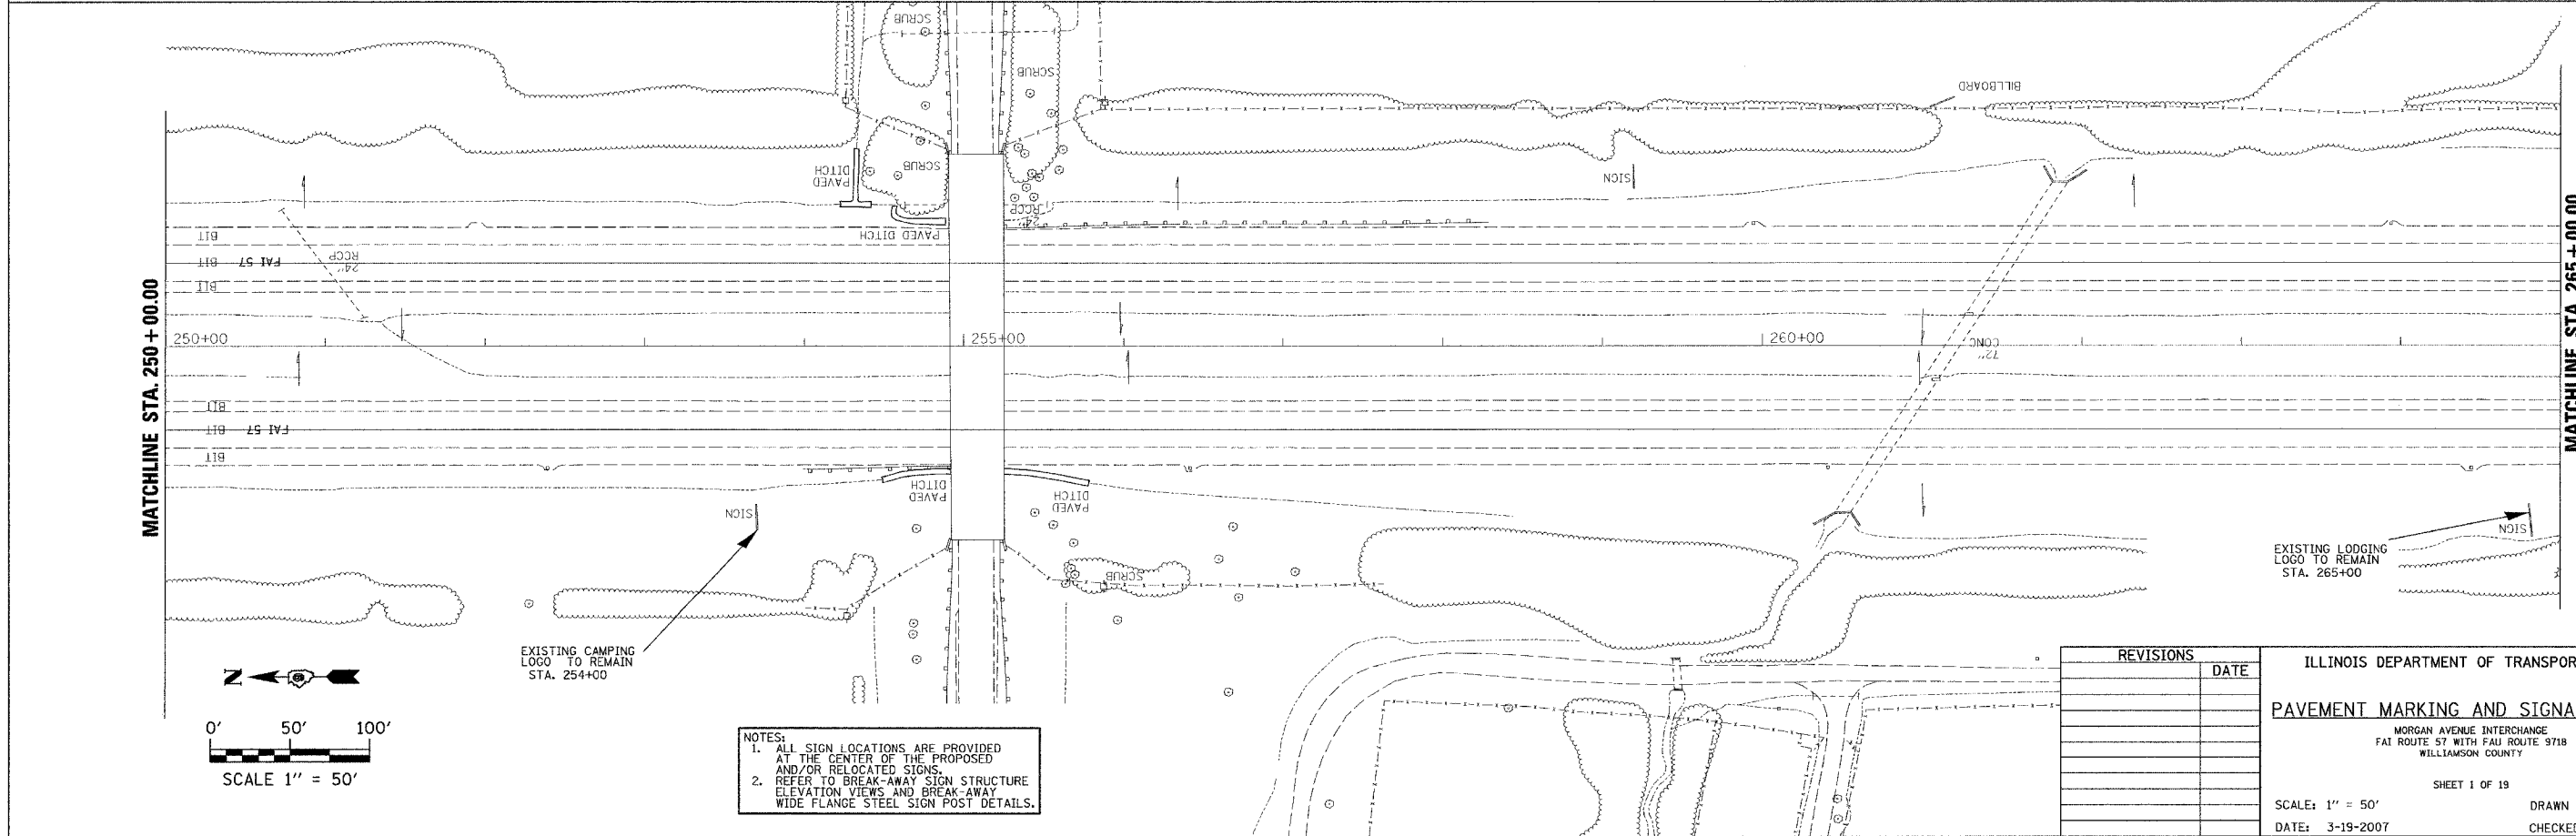 SCRUB
SCRUB
BILLBOARD
SCRUB
PAVED
DITCH
SIGN
24"
RCCP
PAVED DITCH
BIT
BIT
FAI 57
24"
RCCP
BIT
MATCHLINE STA. 250+00.00
MATCHLINE STA. 265+00.00
250+00
255+00
260+00
72"
CONC
BIT
BIT
FAI 57
BIT
PAVED
DITCH
PAVED
DITCH
SIGN
SIGN
SCRUB
EXISTING LODGING
LOGO TO REMAIN
STA. 265+00
EXISTING CAMPING
LOGO TO REMAIN
STA. 254+00
N
0' 50' 100'
SCALE 1" = 50'
NOTES:
1. ALL SIGN LOCATIONS ARE PROVIDED
AT THE CENTER OF THE PROPOSED
AND/OR RELOCATED SIGNS.
2. REFER TO BREAK-AWAY SIGN STRUCTURE
ELEVATION VIEWS AND BREAK-AWAY
WIDE FLANGE STEEL SIGN POST DETAILS.
REVISIONS
DATE
ILLINOIS DEPARTMENT OF TRANSPOR
PAVEMENT MARKING AND SIGNA
MORGAN AVENUE INTERCHANGE
FAI ROUTE 57 WITH FAU ROUTE 9718
WILLIAMSON COUNTY
SHEET 1 OF 19
SCALE: 1" = 50'
DRAWN
DATE: 3-19-2007
CHECKED